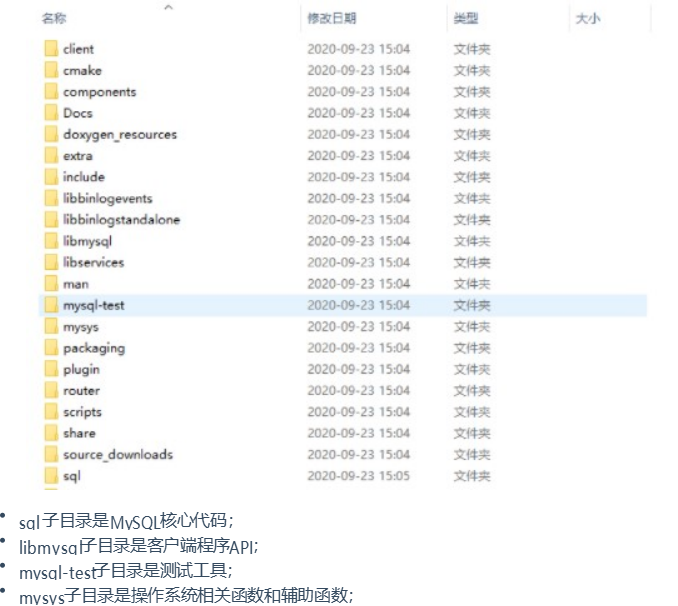 名称 修改日期 类型 大小
client 2020-09-23 15:04 文件夹
cmake 2020-09-23 15:04 文件夹
components 2020-09-23 15:04 文件夹
Docs 2020-09-23 15:04 文件夹
doxygen_resources 2020-09-23 15:04 文件夹
extra 2020-09-23 15:04 文件夹
include 2020-09-23 15:04 文件夹
libbinlogevents 2020-09-23 15:04 文件夹
libbinlogstandalone 2020-09-23 15:04 文件夹
libmysql 2020-09-23 15:04 文件夹
libservices 2020-09-23 15:04 文件夹
man 2020-09-23 15:04 文件夹
mysql-test 2020-09-23 15:04 文件夹
mysys 2020-09-23 15:04 文件夹
packaging 2020-09-23 15:04 文件夹
plugin 2020-09-23 15:04 文件夹
router 2020-09-23 15:04 文件夹
scripts 2020-09-23 15:04 文件夹
share 2020-09-23 15:04 文件夹
source_downloads 2020-09-23 15:04 文件夹
sql 2020-09-23 15:05 文件夹
• sql子目录是MySQL核心代码;
• libmysql子目录是客户端程序API;
• mysql-test子目录是测试工具;
• mysys子目录是操作系统相关函数和辅助函数;